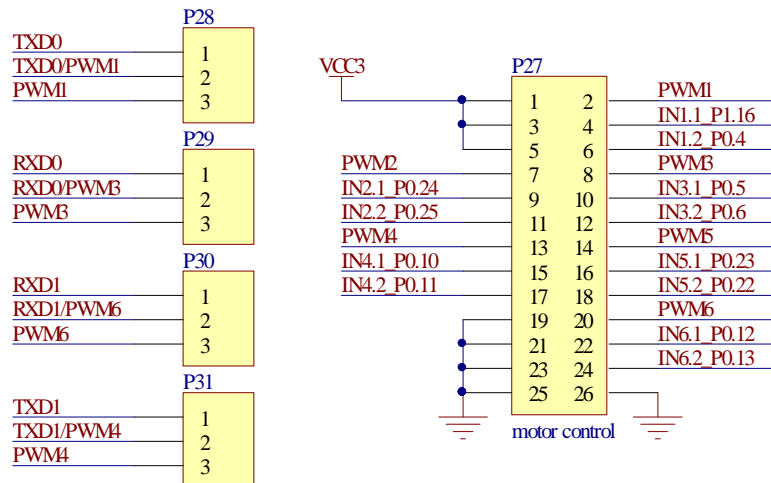 P28
TXD0 1
TXD0/PWM1 2
PWM1 3
P29
RXD0 1
RXD0/PWM3 2
PWM3 3
P30
RXD1 1
RXD1/PWM6 2
PWM6 3
P31
TXD1 1
TXD1/PWM4 2
PWM4 3
VCC3 P27
1 2 PWM1
3 4 IN1.1_P1.16
5 6 IN1.2_P0.4
PWM2 7 8 PWM3
IN2.1_P0.24 9 10 IN3.1_P0.5
IN2.2_P0.25 11 12 IN3.2_P0.6
PWM4 13 14 PWM5
IN4.1_P0.10 15 16 IN5.1_P0.23
IN4.2_P0.11 17 18 IN5.2_P0.22
19 20 PWM6
21 22 IN6.1_P0.12
23 24 IN6.2_P0.13
25 26
motor control